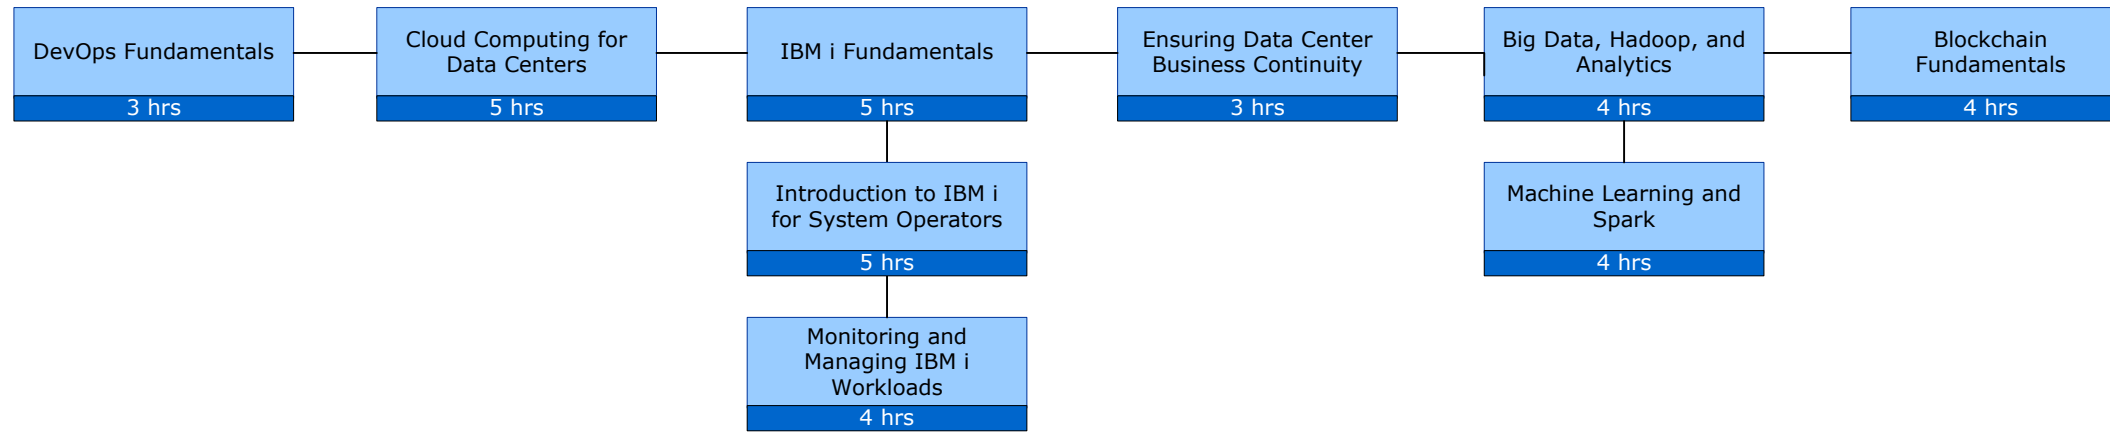 DevOps Fundamentals
3 hrs
Cloud Computing for
Data Centers
5 hrs
IBM i Fundamentals
5 hrs
Ensuring Data Center
Business Continuity
3 hrs
Big Data, Hadoop, and
Analytics
4 hrs
Blockchain
Fundamentals
4 hrs
Introduction to IBM i
for System Operators
5 hrs
Machine Learning and
Spark
4 hrs
Monitoring and
Managing IBM i
Workloads
4 hrs